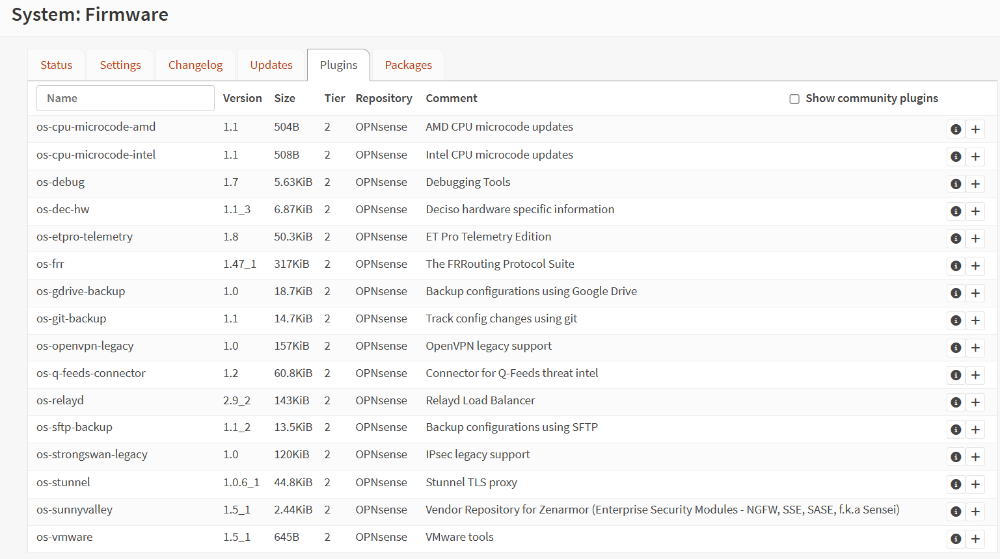 System: Firmware
Status Settings Changelog Updates Plugins Packages
Name Version Size Tier Repository Comment Show community plugins
os-cpu-microcode-amd 1.1 504B 2 OPNsense AMD CPU microcode updates
os-cpu-microcode-intel 1.1 508B 2 OPNsense Intel CPU microcode updates
os-debug 1.7 5.63KiB 2 OPNsense Debugging Tools
os-dec-hw 1.1_3 6.87KiB 2 OPNsense Deciso hardware specific information
os-etpro-telemetry 1.8 50.3KiB 2 OPNsense ET Pro Telemetry Edition
os-frr 1.47_1 317KiB 2 OPNsense The FRRouting Protocol Suite
os-gdrive-backup 1.0 18.7KiB 2 OPNsense Backup configurations using Google Drive
os-git-backup 1.1 14.7KiB 2 OPNsense Track config changes using git
os-openvpn-legacy 1.0 157KiB 2 OPNsense OpenVPN legacy support
os-q-feeds-connector 1.2 60.8KiB 2 OPNsense Connector for Q-Feeds threat intel
os-relayd 2.9_2 143KiB 2 OPNsense Relayd Load Balancer
os-sftp-backup 1.1_2 13.5KiB 2 OPNsense Backup configurations using SFTP
os-strongswan-legacy 1.0 120KiB 2 OPNsense IPsec legacy support
os-stunnel 1.0.6_1 44.8KiB 2 OPNsense Stunnel TLS proxy
os-sunnyvalley 1.5_1 2.44KiB 2 OPNsense Vendor Repository for Zenarmor (Enterprise Security Modules - NGFW, SSE, SASE, f.k.a Sensei)
os-vmware 1.5_1 645B 2 OPNsense VMware tools